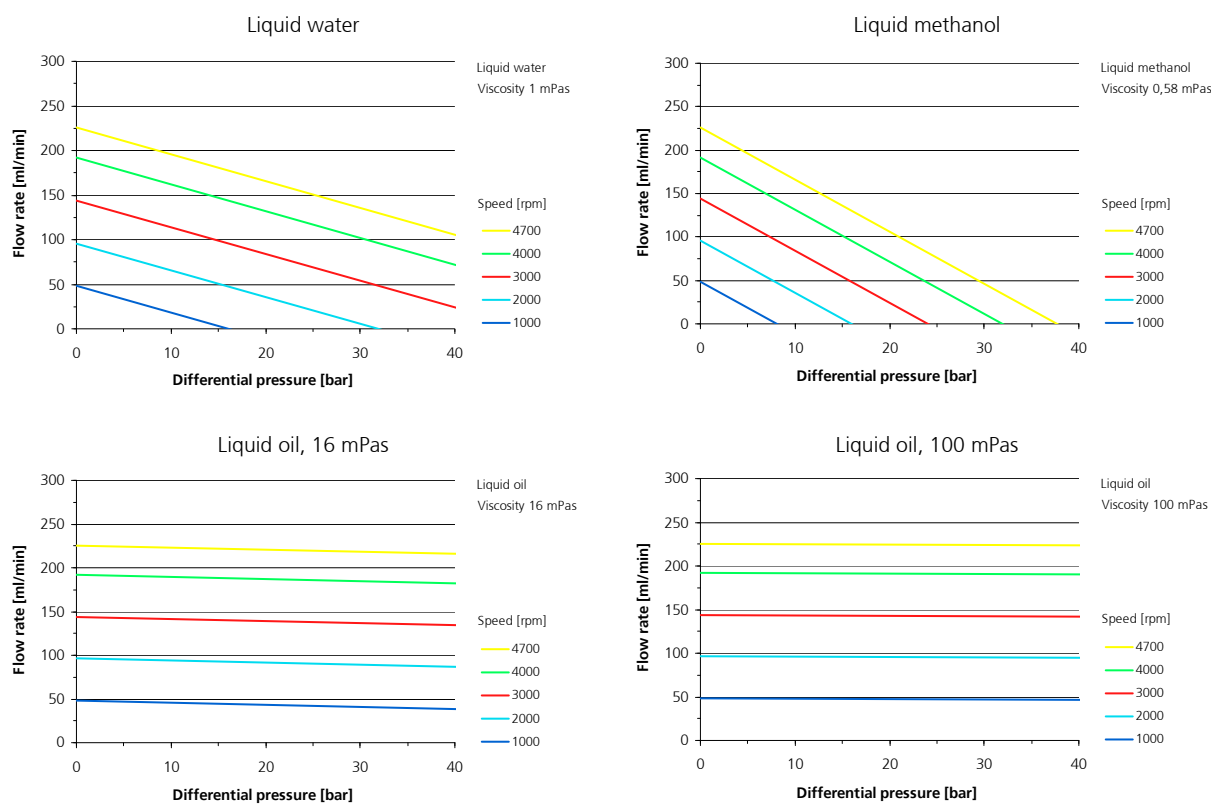 Liquid water
300
250
200
150
100
50
0
Flow rate [ml/min]
0 10 20 30 40
Differential pressure [bar]
Liquid water
Viscosity 1 mPas
Speed [rpm]
4700
4000
3000
2000
1000
Liquid methanol
300
250
200
150
100
50
0
Flow rate [ml/min]
0 10 20 30 40
Differential pressure [bar]
Liquid methanol
Viscosity 0,58 mPas
Speed [rpm]
4700
4000
3000
2000
1000
Liquid oil, 16 mPas
300
250
200
150
100
50
0
Flow rate [ml/min]
0 10 20 30 40
Differential pressure [bar]
Liquid oil
Viscosity 16 mPas
Speed [rpm]
4700
4000
3000
2000
1000
Liquid oil, 100 mPas
300
250
200
150
100
50
0
Flow rate [ml/min]
0 10 20 30 40
Differential pressure [bar]
Liquid oil
Viscosity 100 mPas
Speed [rpm]
4700
4000
3000
2000
1000